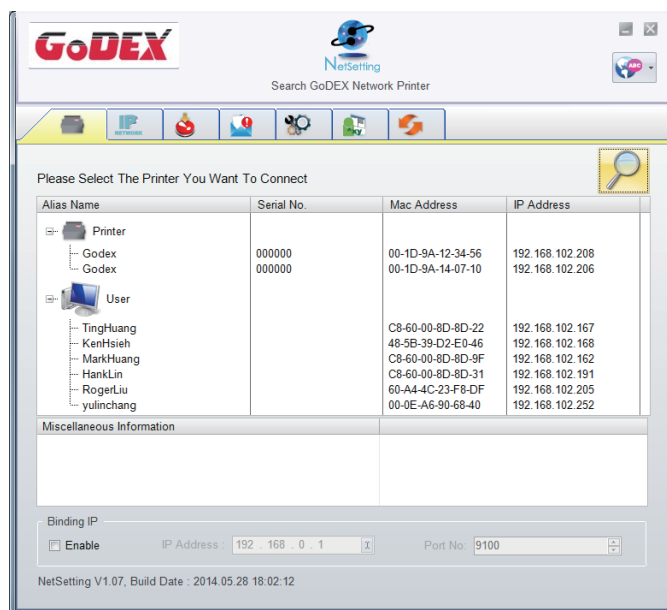 GODEX
NetSetting
Search GoDEX Network Printer
ABC
IP
NETWORK
xy
Please Select The Printer You Want To Connect
Alias Name Serial No. Mac Address IP Address
Printer
Godex 000000 00-1D-9A-12-34-56 192.168.102.208
Godex 000000 00-1D-9A-14-07-10 192.168.102.206
User
TingHuang C8-60-00-8D-8D-22 192.168.102.167
KenHsieh 48-5B-39-D2-E0-46 192.168.102.168
MarkHuang C8-60-00-8D-8D-9F 192.168.102.162
HankLin C8-60-00-8D-8D-31 192.168.102.191
RogerLiu 60-A4-4C-23-F8-DF 192.168.102.205
yulinchang 00-0E-A6-90-68-40 192.168.102.252
Miscellaneous Information
Binding IP
Enable IP Address : 192 . 168 . 0 . 1 Port No: 9100
NetSetting V1.07, Build Date : 2014.05.28 18:02:12